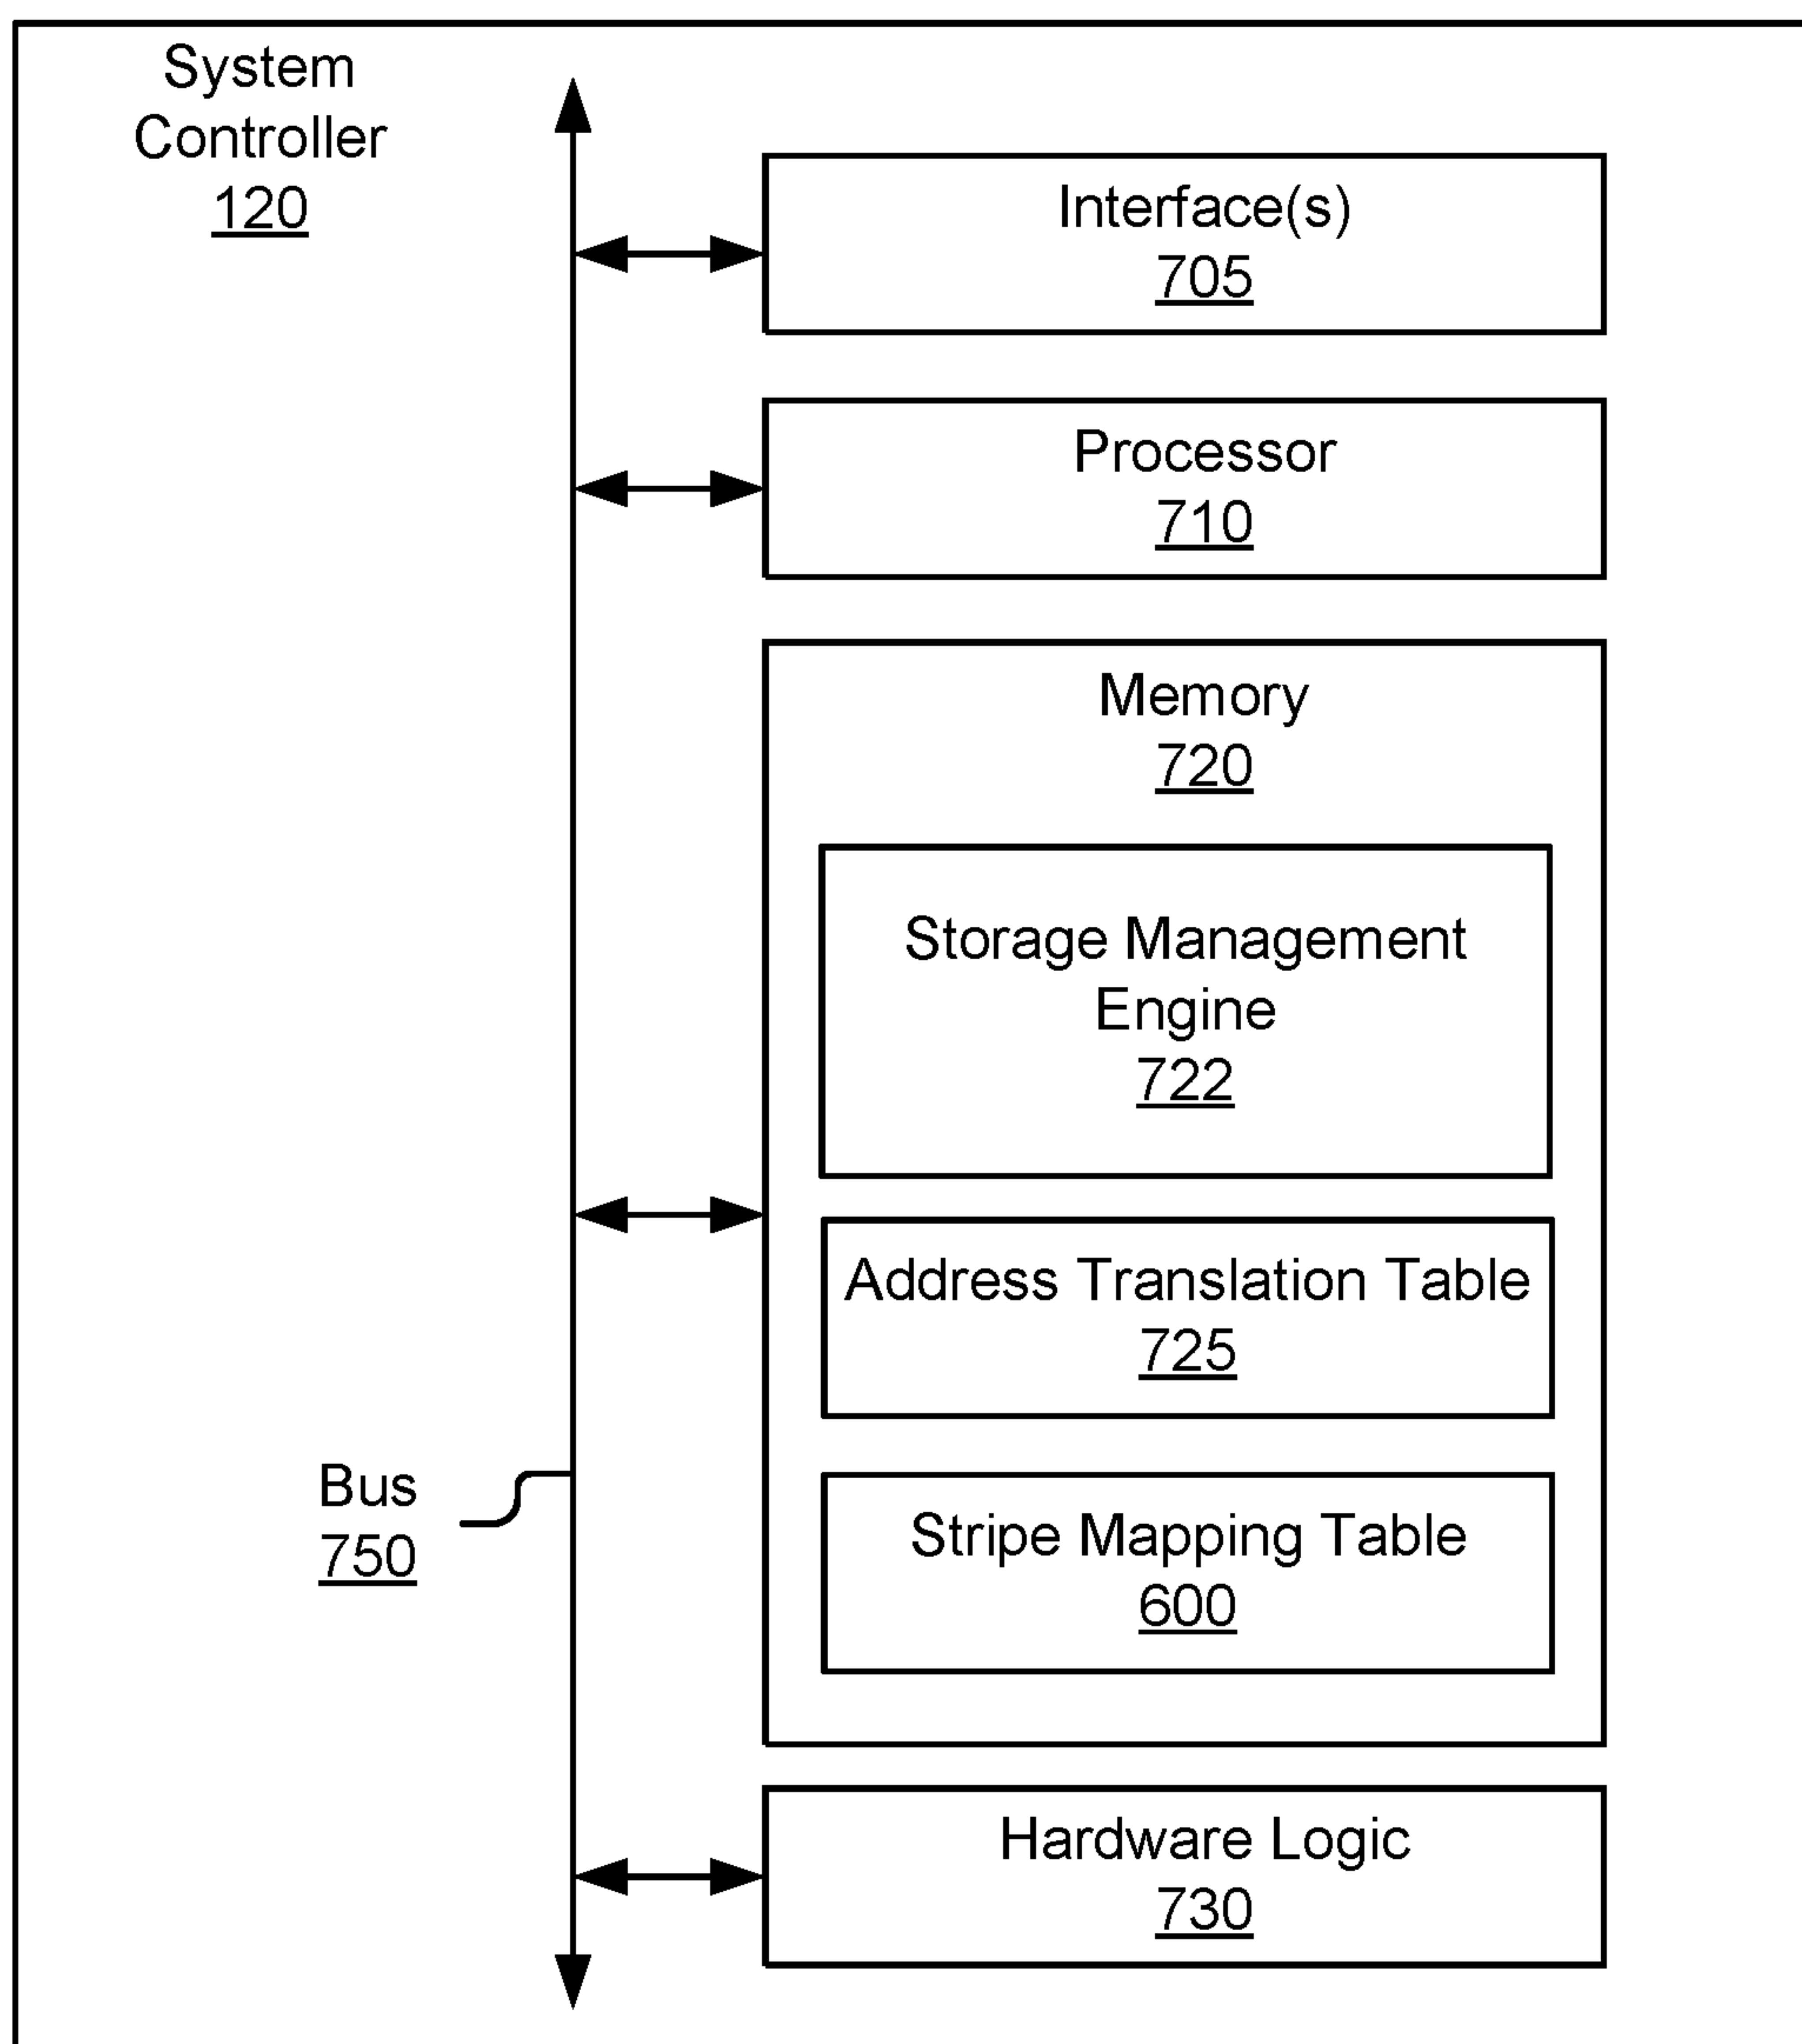 System
Controller
120
Interface(s)
705
Processor
710
Memory
720
Storage Management
Engine
722
Address Translation Table
725
Bus
750
Stripe Mapping Table
600
Hardware Logic
730